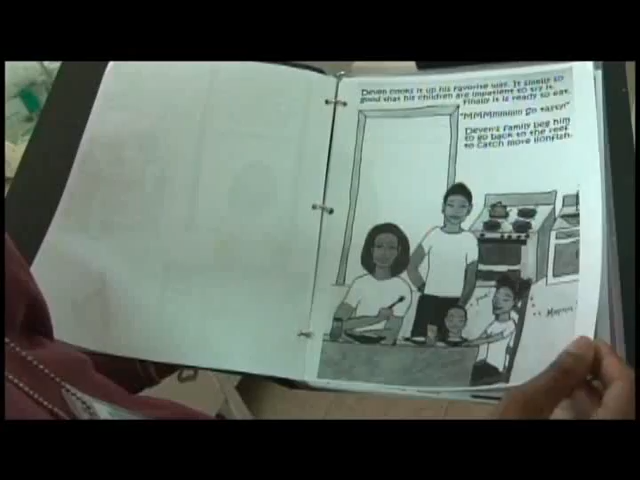 Deven cooks it up his favorite way. It smells so
good that his children are impatient to try it.
Finally it is ready to eat.
"MMMmmmmm So tasty!"
Deven's family beg him
to go back to the reef
to catch more lionfish.